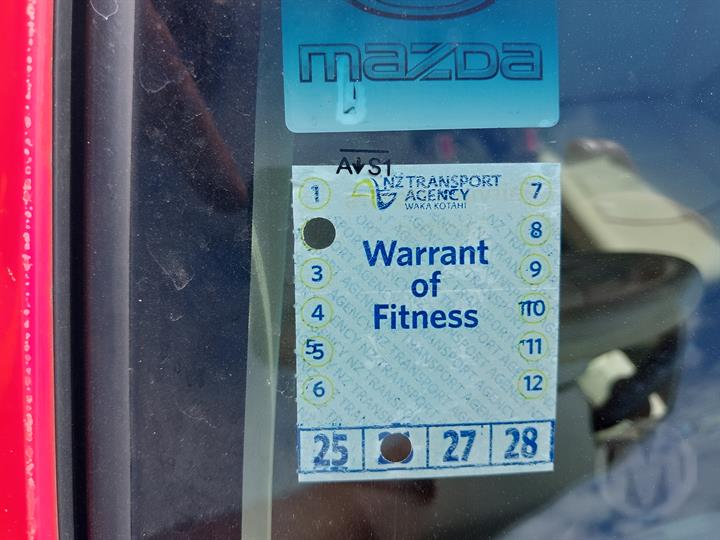 mazda
A↓S1
NZ TRANSPORT
AGENCY
WAKA KOTAHI
Warrant
of
Fitness
1
3
4
5
6
7
8
9
10
11
12
25 27 28